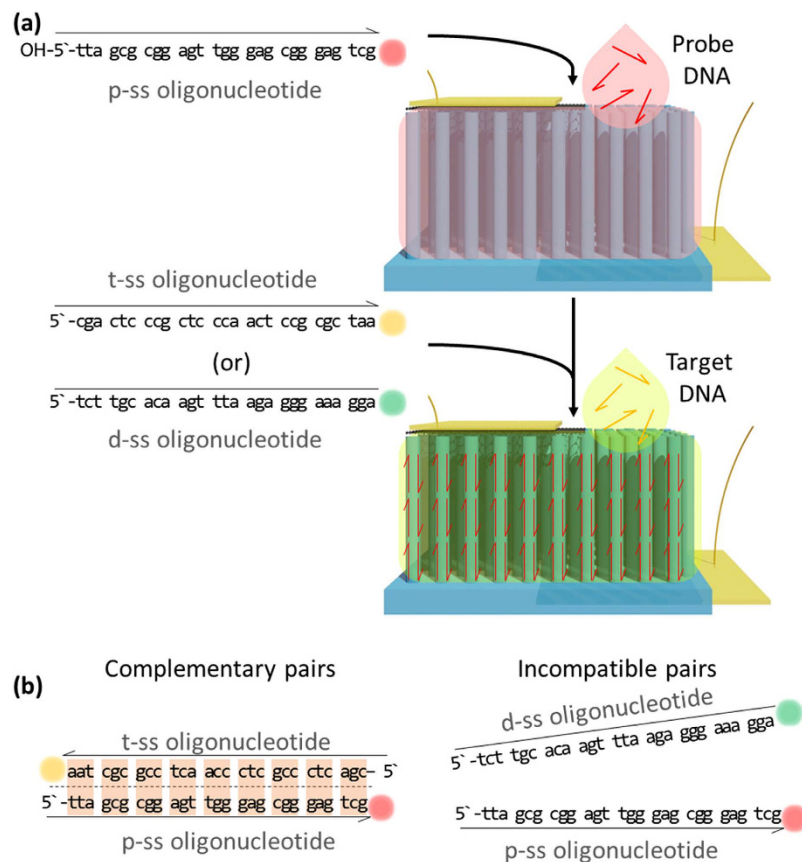 (a)
OH-5`-tta gcg cgg agt tgg gag cgg gag tcg
p-ss oligonucleotide
Probe
DNA
t-ss oligonucleotide
5`-cga ctc ccg ctc cca act ccg cgc taa
(or)
5`-tct tgc aca agt tta aga ggg aaa gga
d-ss oligonucleotide
Target
DNA
(b)
Complementary pairs
Incompatible pairs
t-ss oligonucleotide
aat cgc gcc tca acc ctc gcc ctc agc- 5`
5`-tta gcg cgg agt tgg gag cgg gag tcg
p-ss oligonucleotide
d-ss oligonucleotide
5`-tct tgc aca agt tta aga ggg aaa gga
5`-tta gcg cgg agt tgg gag cgg gag tcg
p-ss oligonucleotide